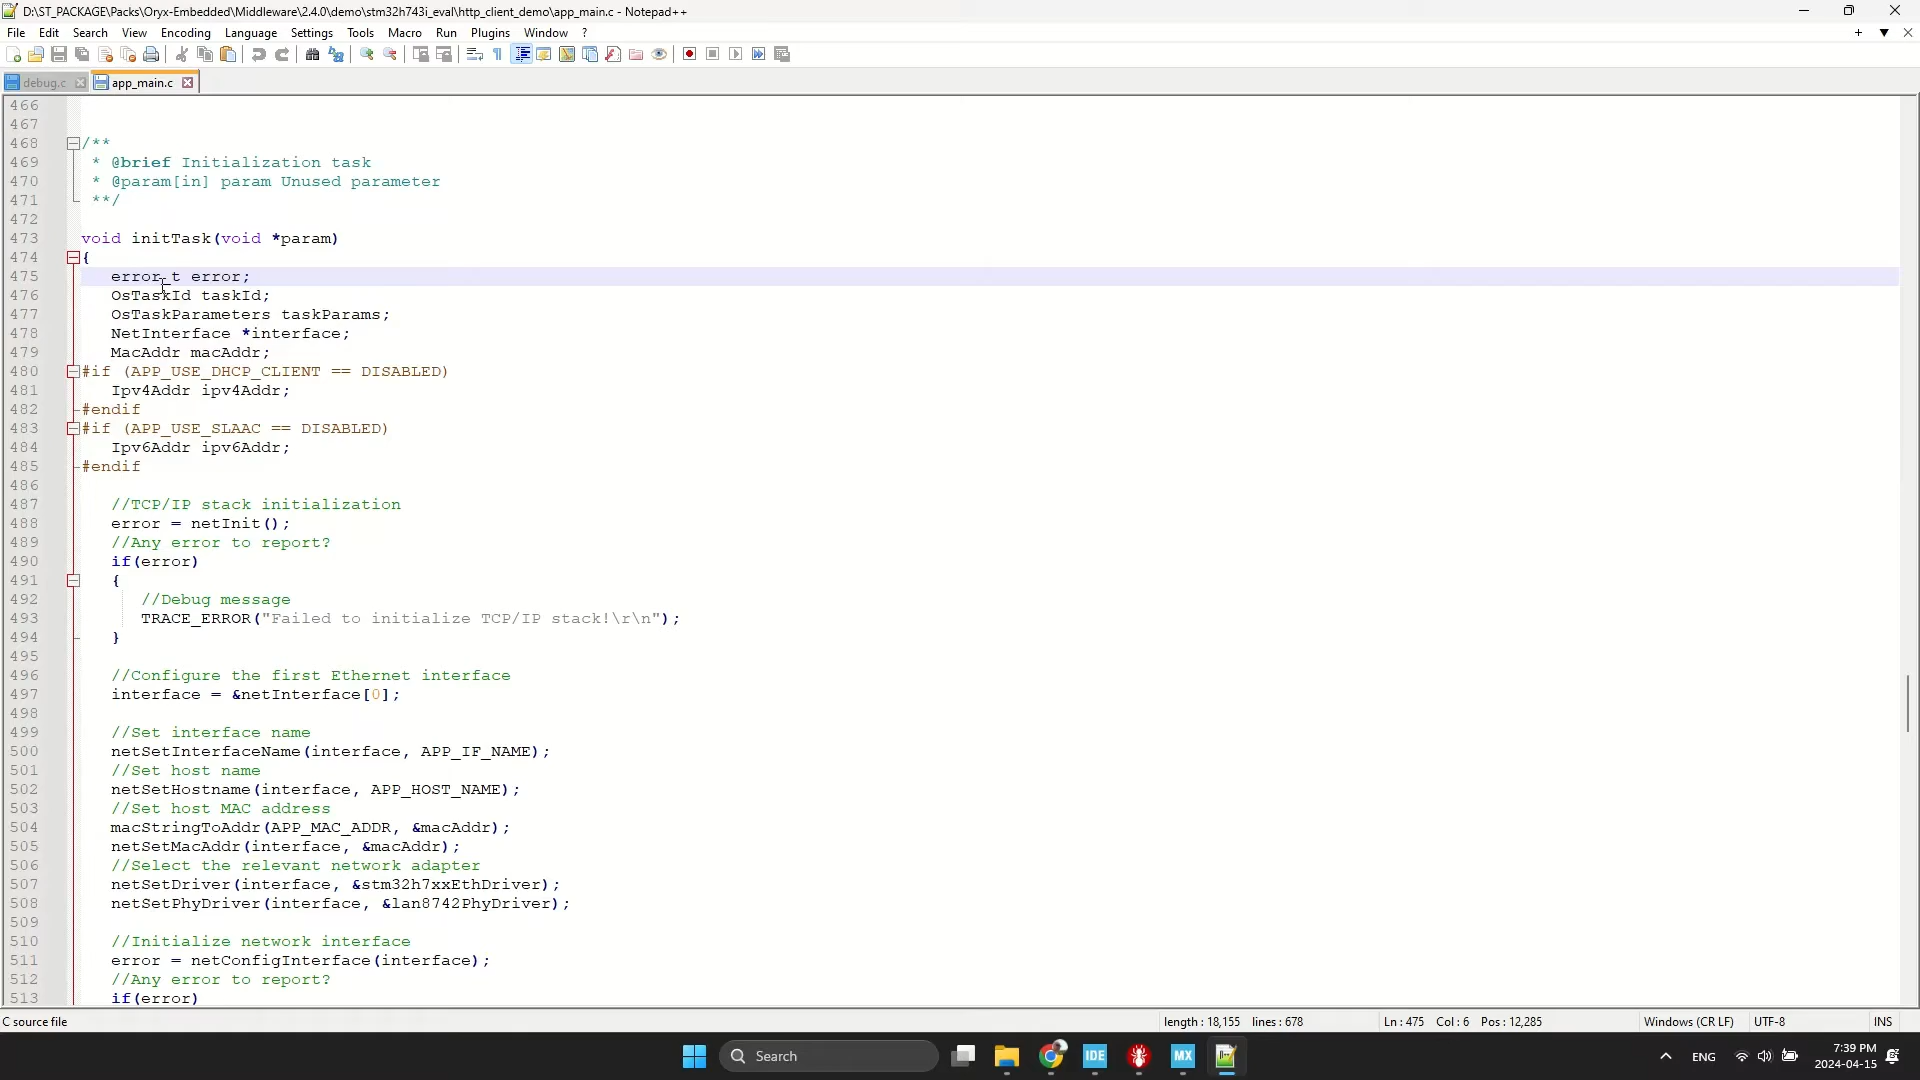 D:\ST_PACKAGE\Packs\Oryx-Embedded\Middleware\2.4.0\demo\stm32h743i_eval\http_client_demo\app_main.c - Notepad++
File Edit Search View Encoding Language Settings Tools Macro Run Plugins Window ?
debug.c app_main.c
466
467
468 /**
469 * @brief Initialization task
470 * @param[in] param Unused parameter
471 **/
472
473 void initTask(void *param)
474 {
475 error_t error;
476 OsTaskId taskId;
477 OsTaskParameters taskParams;
478 NetInterface *interface;
479 MacAddr macAddr;
480 #if (APP_USE_DHCP_CLIENT == DISABLED)
481 Ipv4Addr ipv4Addr;
482 #endif
483 #if (APP_USE_SLAAC == DISABLED)
484 Ipv6Addr ipv6Addr;
485 #endif
486
487 //TCP/IP stack initialization
488 error = netInit();
489 //Any error to report?
490 if(error)
491 {
492 //Debug message
493 TRACE_ERROR("Failed to initialize TCP/IP stack!\r\n");
494 }
495
496 //Configure the first Ethernet interface
497 interface = &netInterface[0];
498
499 //Set interface name
500 netSetInterfaceName(interface, APP_IF_NAME);
501 //Set host name
502 netSetHostname(interface, APP_HOST_NAME);
503 //Set host MAC address
504 macStringToAddr(APP_MAC_ADDR, &macAddr);
505 netSetMacAddr(interface, &macAddr);
506 //Select the relevant network adapter
507 netSetDriver(interface, &stm32h7xxEthDriver);
508 netSetPhyDriver(interface, &lan8742PhyDriver);
509
510 //Initialize network interface
511 error = netConfigInterface(interface);
512 //Any error to report?
513 if(error)
C source file length : 18,155 lines : 678 Ln : 475 Col : 6 Pos : 12,285 Windows (CR LF) UTF-8 INS
Search IDE MX ENG 7:39 PM
2024-04-15